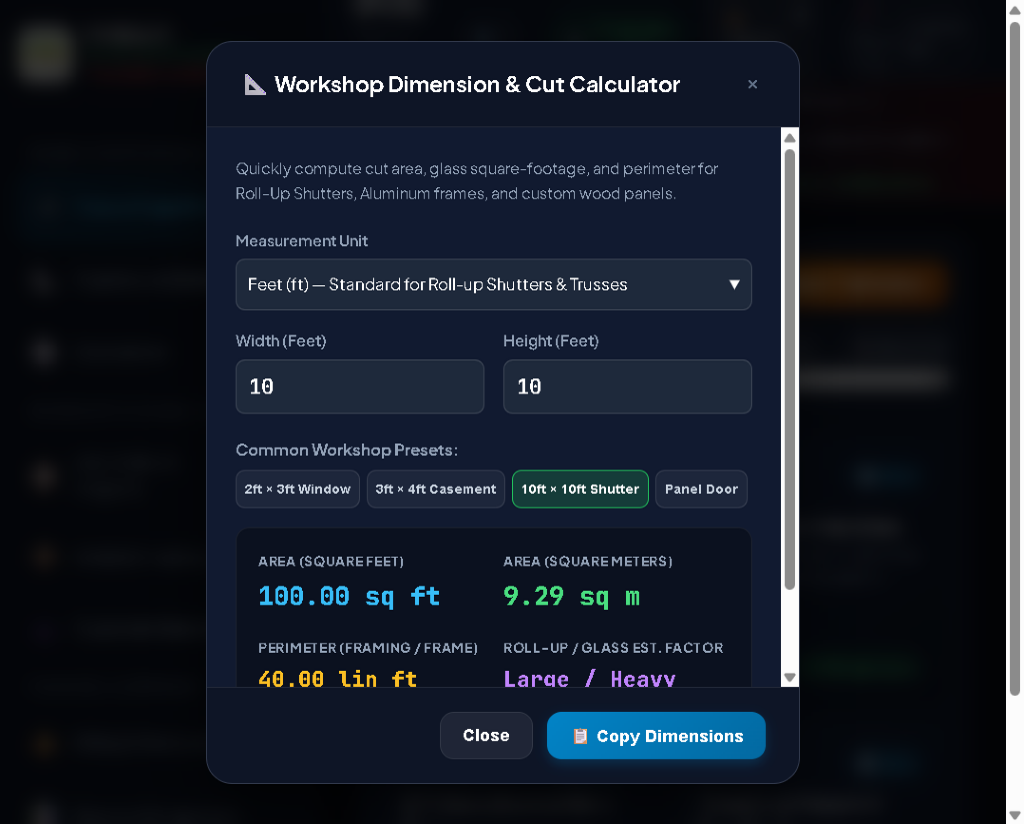 Workshop Dimension & Cut Calculator
×
Quickly compute cut area, glass square-footage, and perimeter for
Roll-Up Shutters, Aluminum frames, and custom wood panels.
Measurement Unit
Feet (ft) — Standard for Roll-up Shutters & Trusses
Width (Feet)
Height (Feet)
10
10
Common Workshop Presets:
2ft × 3ft Window
3ft × 4ft Casement
10ft × 10ft Shutter
Panel Door
AREA (SQUARE FEET)
AREA (SQUARE METERS)
100.00 sq ft
9.29 sq m
PERIMETER (FRAMING / FRAME)
ROLL-UP / GLASS EST. FACTOR
40.00 lin ft
Large / Heavy
Close
Copy Dimensions